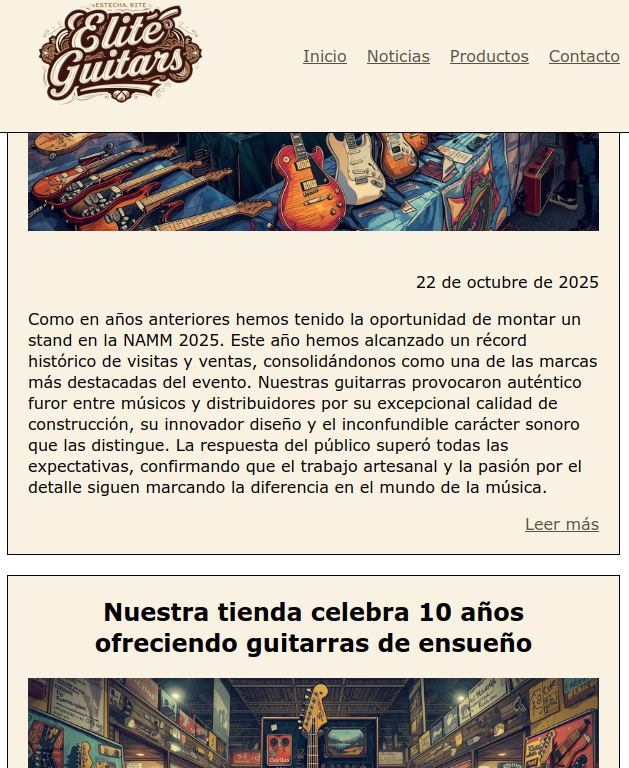 ESTECHA, RITE
Elite
Guitars
Inicio Noticias Productos Contacto
22 de octubre de 2025
Como en años anteriores hemos tenido la oportunidad de montar un
stand en la NAMM 2025. Este año hemos alcanzado un récord
histórico de visitas y ventas, consolidándonos como una de las marcas
más destacadas del evento. Nuestras guitarras provocaron auténtico
furor entre músicos y distribuidores por su excepcional calidad de
construcción, su innovador diseño y el inconfundible carácter sonoro
que las distingue. La respuesta del público superó todas las
expectativas, confirmando que el trabajo artesanal y la pasión por el
detalle siguen marcando la diferencia en el mundo de la música.
Leer más
Nuestra tienda celebra 10 años
ofreciendo guitarras de ensueño